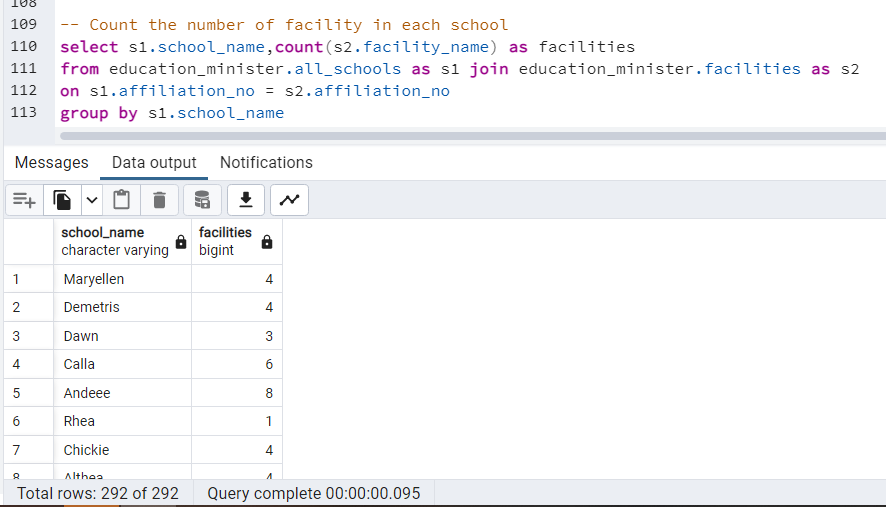 108
109 -- Count the number of facility in each school
110 select s1.school_name,count(s2.facility_name) as facilities
111 from education_minister.all_schools as s1 join education_minister.facilities as s2
112 on s1.affiliation_no = s2.affiliation_no
113 group by s1.school_name
Messages Data output Notifications
school_name facilities
character varying bigint
1 Maryellen 4
2 Demetris 4
3 Dawn 3
4 Calla 6
5 Andeee 8
6 Rhea 1
7 Chickie 4
8 Althea 4
Total rows: 292 of 292 Query complete 00:00:00.095